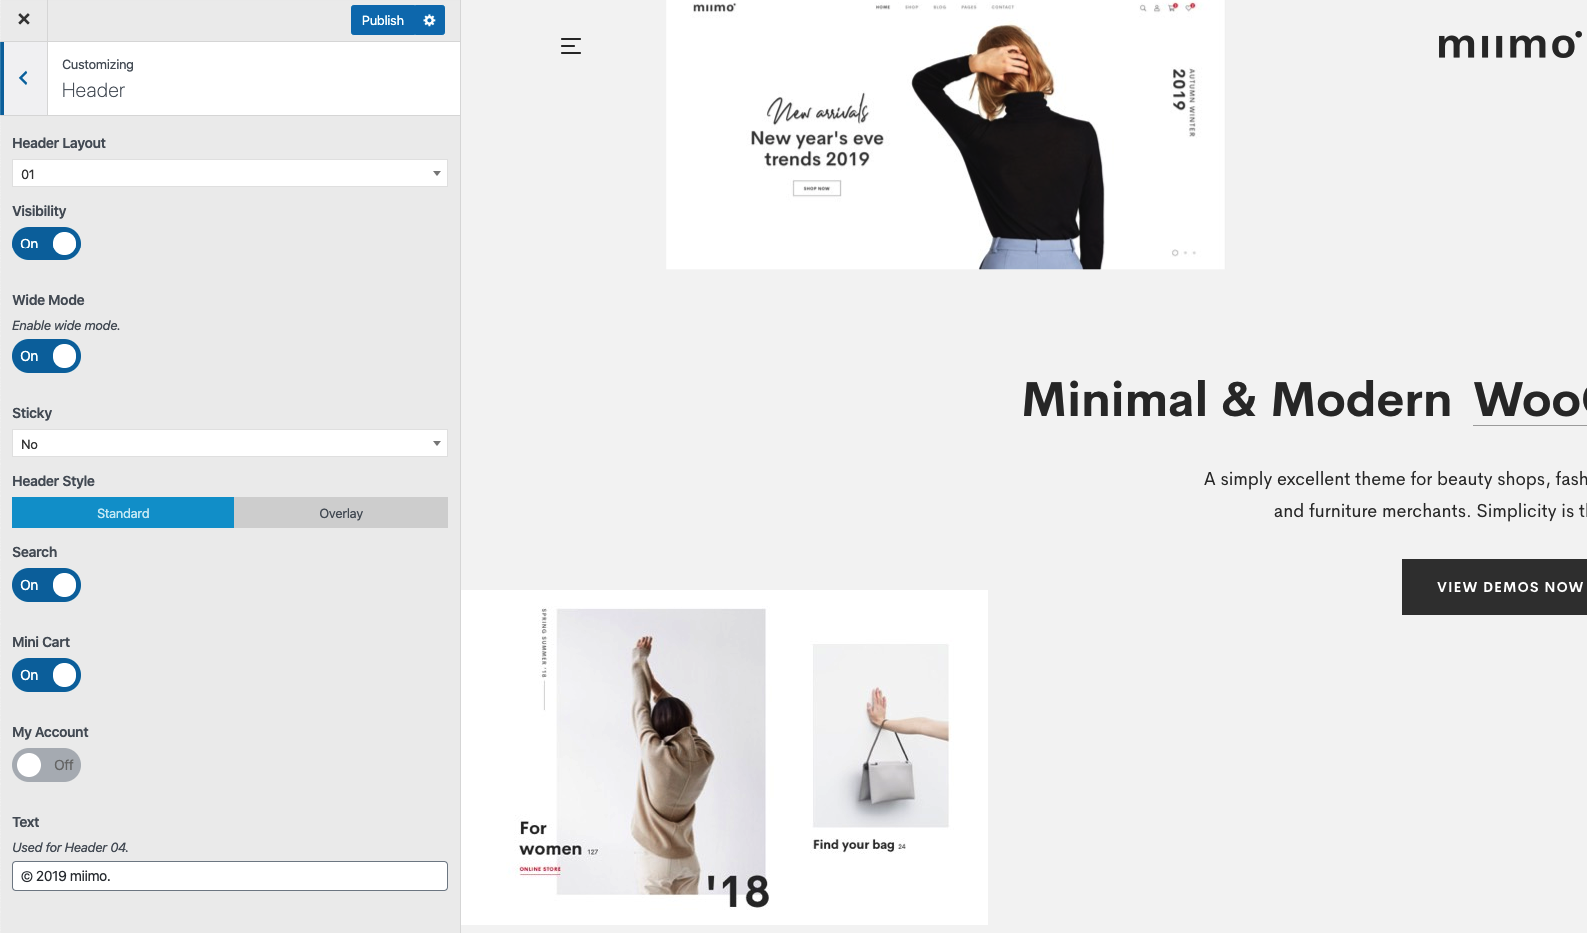 Publish
Customizing
Header
Header Layout
01
Visibility
On
Wide Mode
Enable wide mode.
On
Sticky
No
Header Style
Standard
Overlay
Search
On
Mini Cart
On
My Account
Off
Text
Used for Header 04.
© 2019 miimo.
miimo
HOME SHOP BLOG PAGES CONTACT
New arrivals
New year's eve
trends 2019
SHOP NOW
AUTUMN WINTER
2019
miimo
Minimal & Modern Woo
A simply excellent theme for beauty shops, fash
and furniture merchants. Simplicity is t
VIEW DEMOS NOW
SPRING SUMMER '18
For
women 127
ONLINE STORE
'18
Find your bag 24